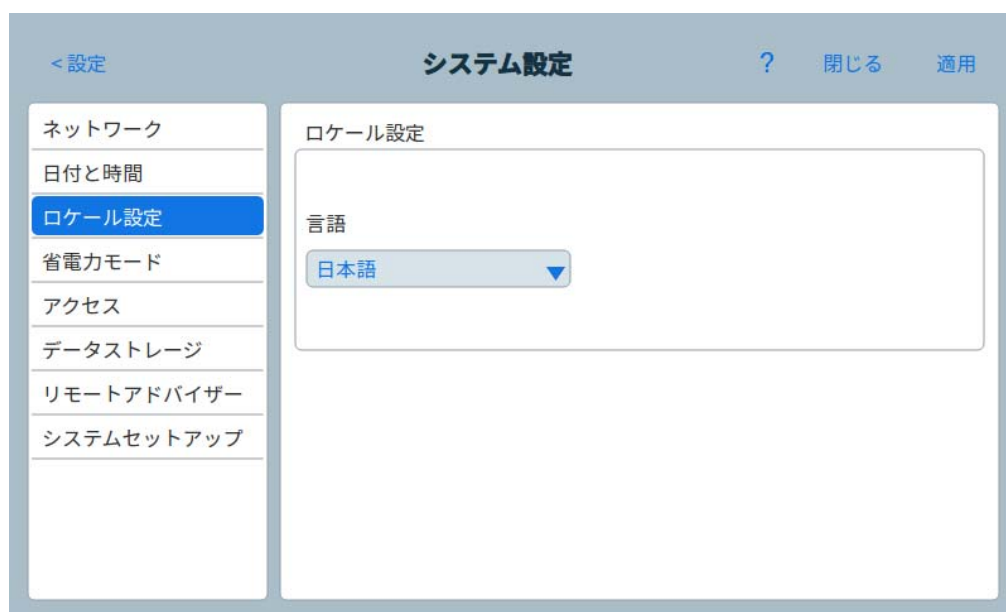 < 設定
システム設定
?
閉じる
適用
ネットワーク
日付と時間
ロケール設定
省電力モード
アクセス
データストレージ
リモートアドバイザー
システムセットアップ
ロケール設定
言語
日本語